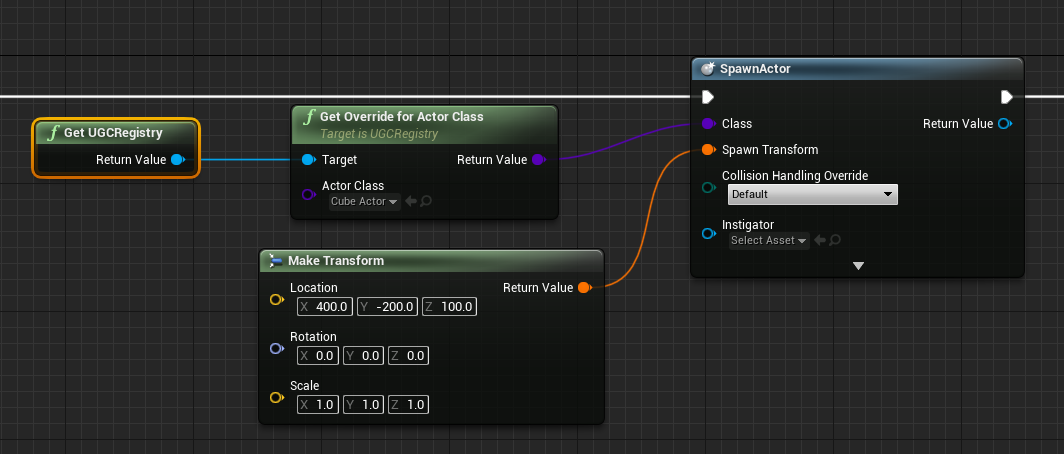 SpawnActor
Get Override for Actor Class
Target is UGCRegistry
Get UGCRegistry
Return Value
Target
Return Value
Actor Class
Cube Actor
Class
Return Value
Spawn Transform
Collision Handling Override
Default
Instigator
Select Asset
Make Transform
Location
Return Value
X 400.0 Y -200.0 Z 100.0
Rotation
X 0.0 Y 0.0 Z 0.0
Scale
X 1.0 Y 1.0 Z 1.0